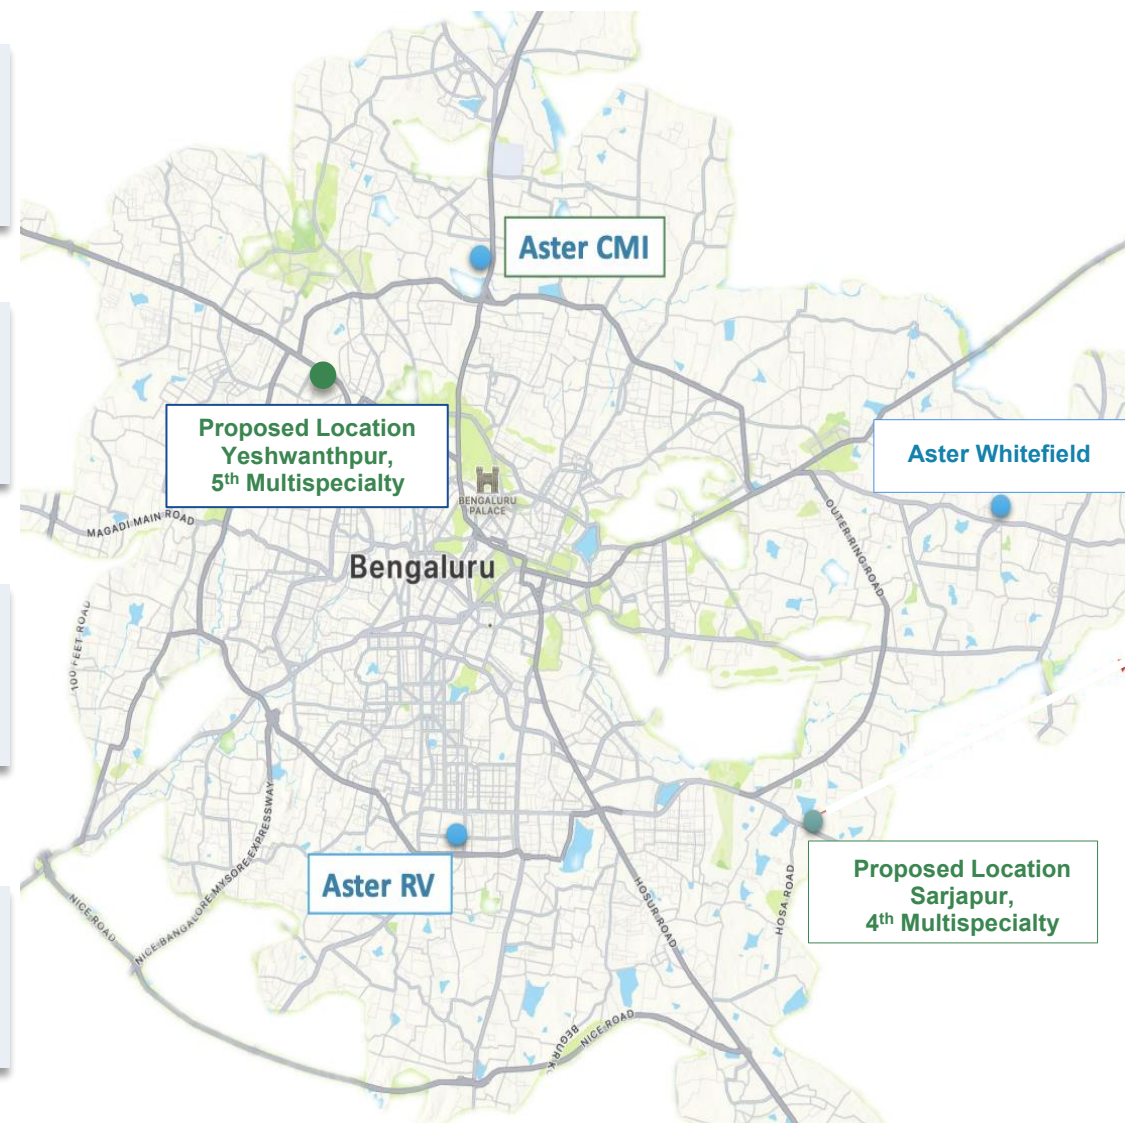 Aster CMI
Proposed Location
Yeshwanthpur,
5th Multispecialty
Aster Whitefield
BENGALURU
PALACE
MAGADI MAIN ROAD
OUTER RING ROAD
Bengaluru
100 FEET ROAD
NICE BANGALORE-MYSORE EXPRESSWAY
Aster RV
Proposed Location
Sarjapur,
4th Multispecialty
HOSA ROAD
HOSUR ROAD
NICE ROAD
NICE ROAD
BEGUR K